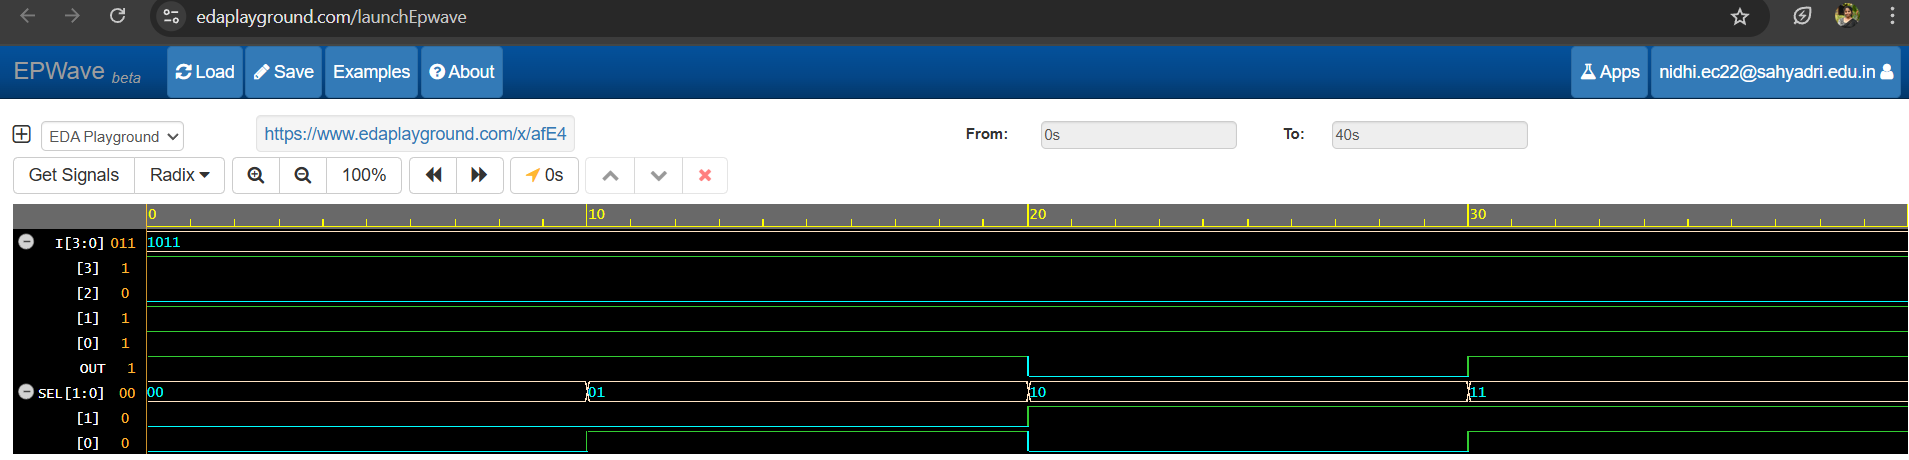 edaplayground.com/launchEpwave
EPWave beta Load Save Examples About Apps nidhi.ec22@sahyadri.edu.in
EDA Playground https://www.edaplayground.com/x/afE4 From: 0s To: 40s
Get Signals Radix 100% 0s
0 10 20 30
I[3:0] 011 1011
[3] 1
[2] 0
[1] 1
[0] 1
OUT 1
SEL[1:0] 00 00 01 10 11
[1] 0
[0] 0